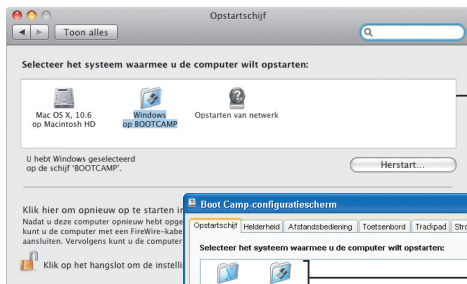 Opstartschijf
Toon alles
Selecteer het systeem waarmee u de computer wilt opstarten:
Mac OS X, 10.6
op Macintosh HD
Windows
op BOOTCAMP
Opstarten van netwerk
U hebt Windows geselecteerd
op de schijf 'BOOTCAMP'.
Herstart...
Klik hier om opnieuw op te starten in
Nadat u deze computer opnieuw hebt opge
kunt u de computer met een FireWire-kabe
aansluiten. Vervolgens kunt u de computer
Klik op het hangslot om de instelli
Boot Camp-configuratiescherm
Opstartschijf Helderheid Afstandsbediening Toetsenbord Trackpad Stro
Selecteer het systeem waarmee u de computer wilt opstarten: